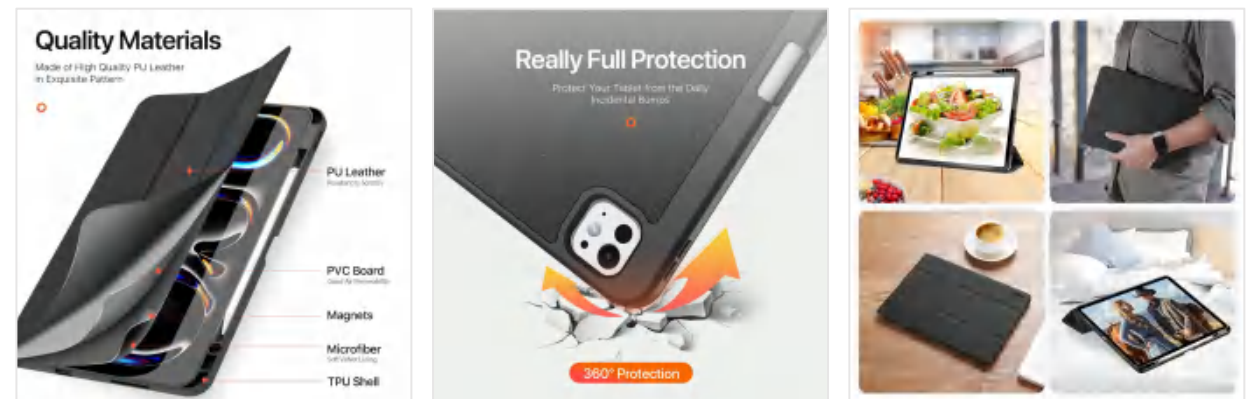 Quality Materials
Made of High Quality PU Leather
in Exquisite Pattern
PU Leather
PVC Board
Magnets
Microfiber
TPU Shell
Really Full Protection
Protect Your Tablet from the Daily
Incidental Bumps
360° Protection